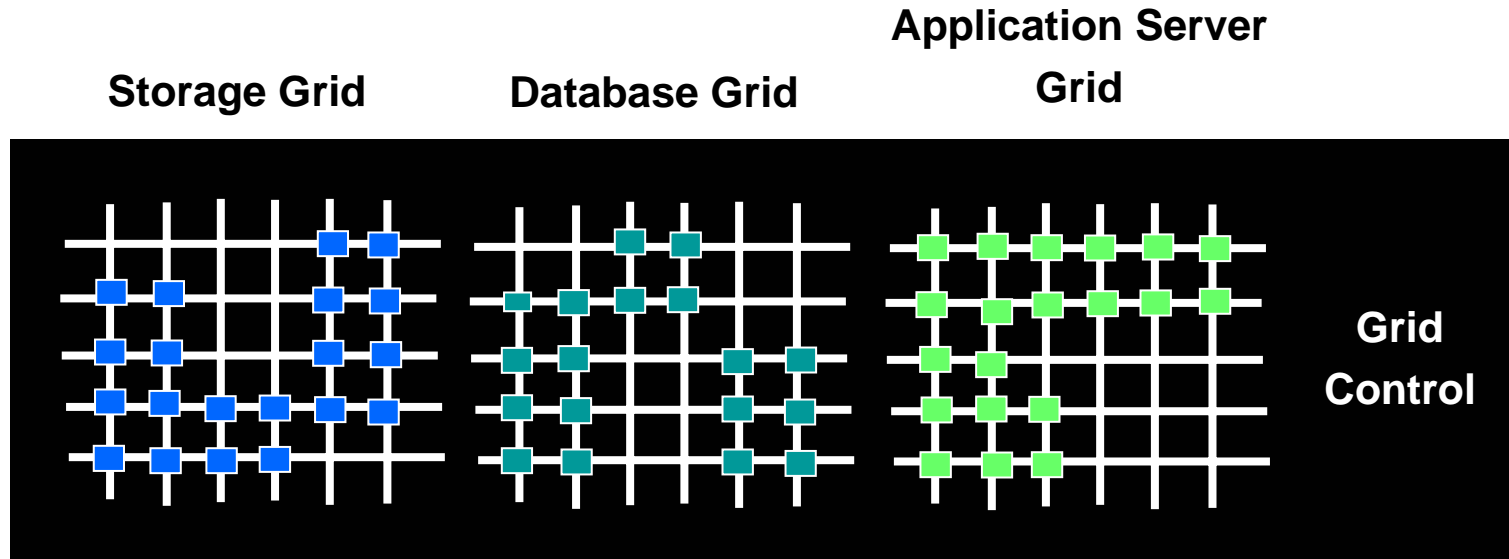 Storage Grid
Database Grid
Application Server
Grid
Grid
Control